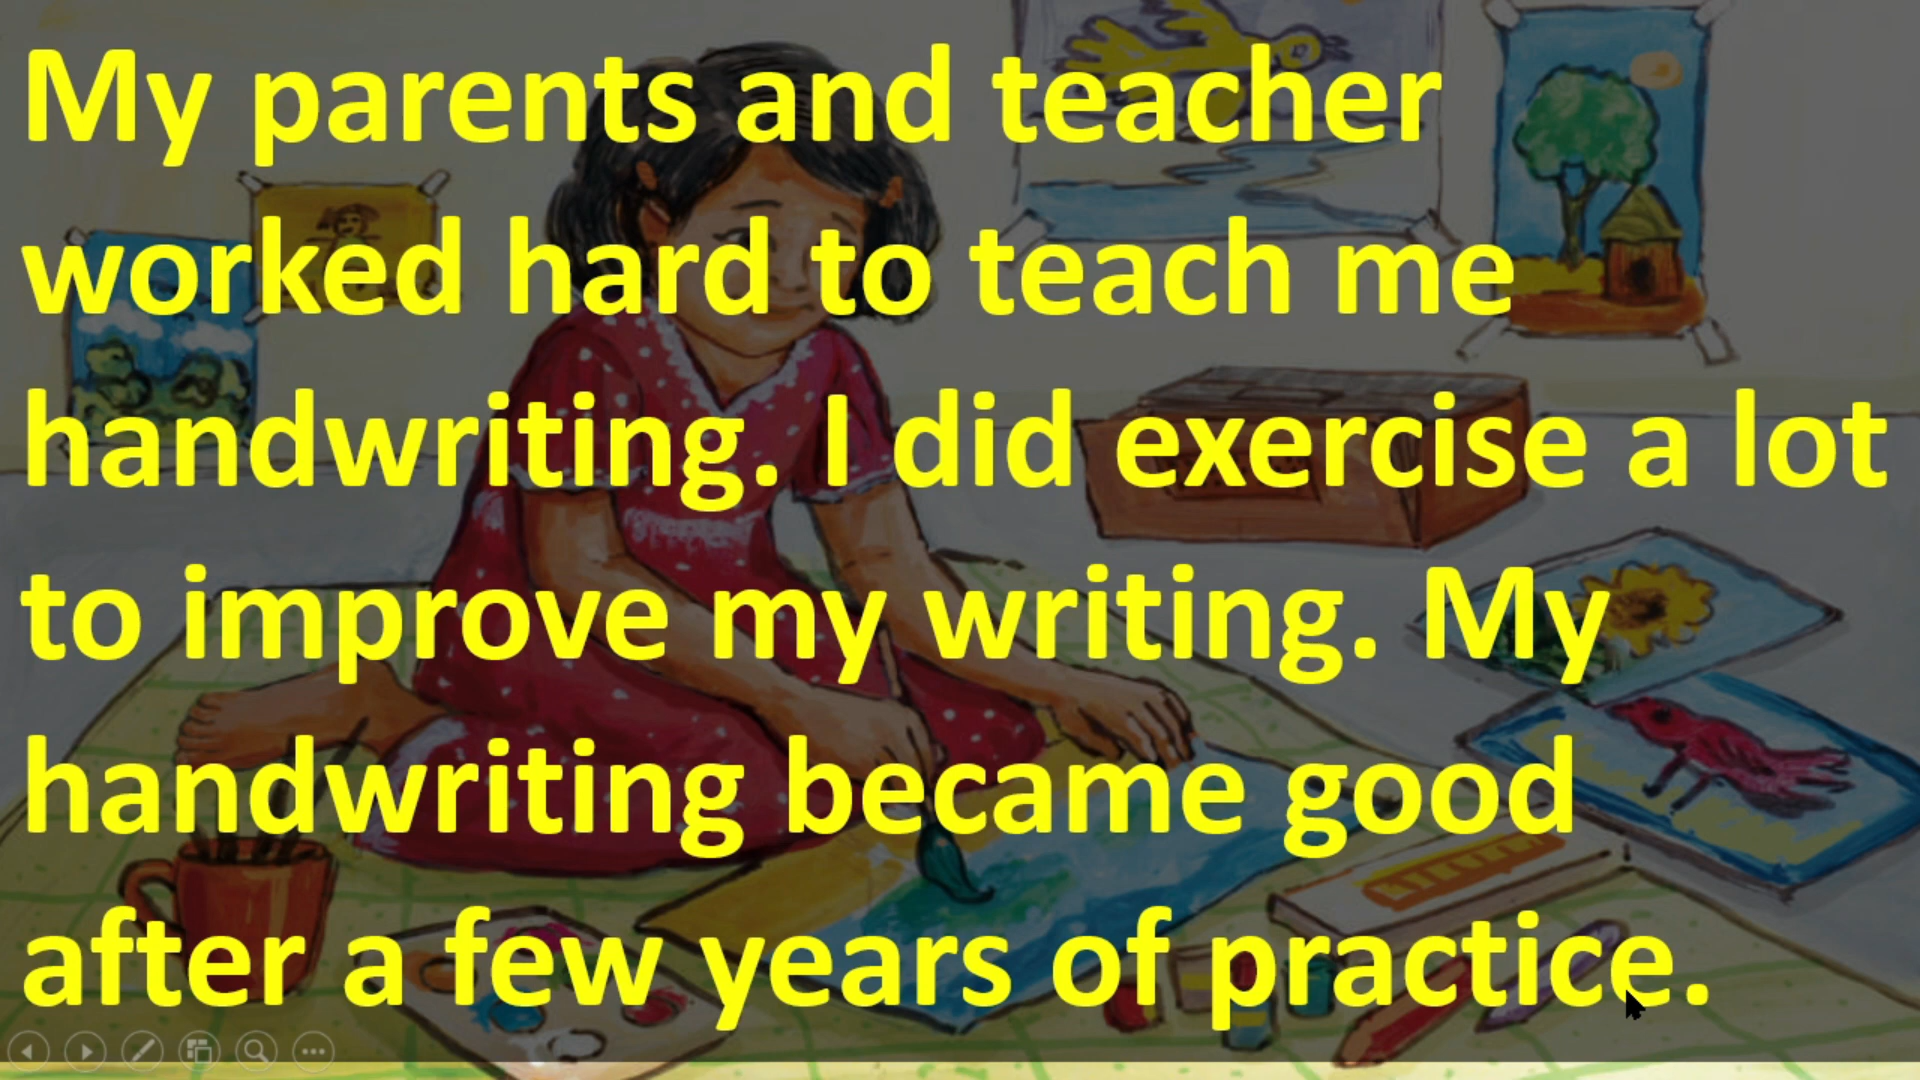 My parents and teacher
worked hard to teach me
handwriting. I did exercise a lot
to improve my writing. My
handwriting became good
after a few years of practice.